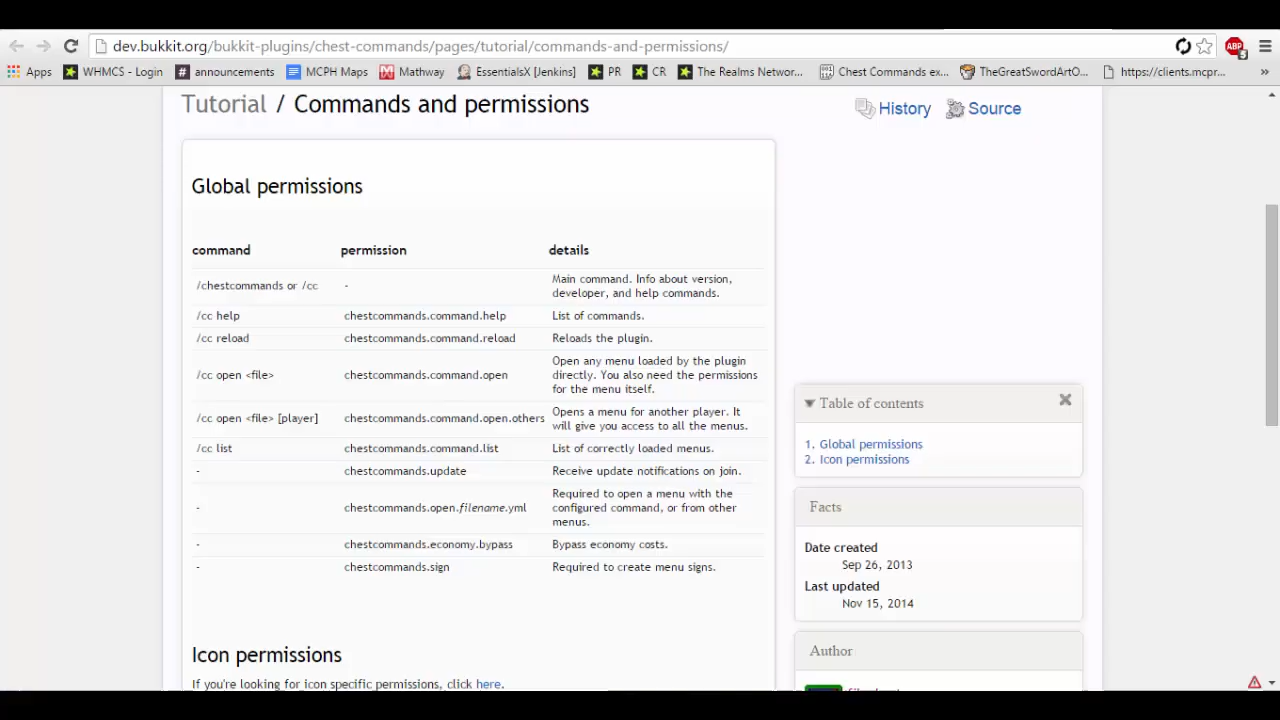 dev.bukkit.org/bukkit-plugins/chest-commands/pages/tutorial/commands-and-permissions/
ABP
5
Apps WHMCS - Login announcements MCPH Maps Mathway EssentialsX [Jenkins] PR CR The Realms Networ... Chest Commands ex... TheGreatSwordArtO... https://clients.mcpr... »
Tutorial / Commands and permissions
History Source
Global permissions
command permission details
/chestcommands or /cc - Main command. Info about version,
developer, and help commands.
/cc help chestcommands.command.help List of commands.
/cc reload chestcommands.command.reload Reloads the plugin.
/cc open <file> chestcommands.command.open Open any menu loaded by the plugin
directly. You also need the permissions
for the menu itself.
/cc open <file> [player] chestcommands.command.open.others Opens a menu for another player. It
will give you access to all the menus.
/cc list chestcommands.command.list List of correctly loaded menus.
- chestcommands.update Receive update notifications on join.
- chestcommands.open.filename.yml Required to open a menu with the
configured command, or from other
menus.
- chestcommands.economy.bypass Bypass economy costs.
- chestcommands.sign Required to create menu signs.
Icon permissions
If you're looking for icon specific permissions, click here.
Table of contents
1. Global permissions
2. Icon permissions
Facts
Date created
Sep 26, 2013
Last updated
Nov 15, 2014
Author